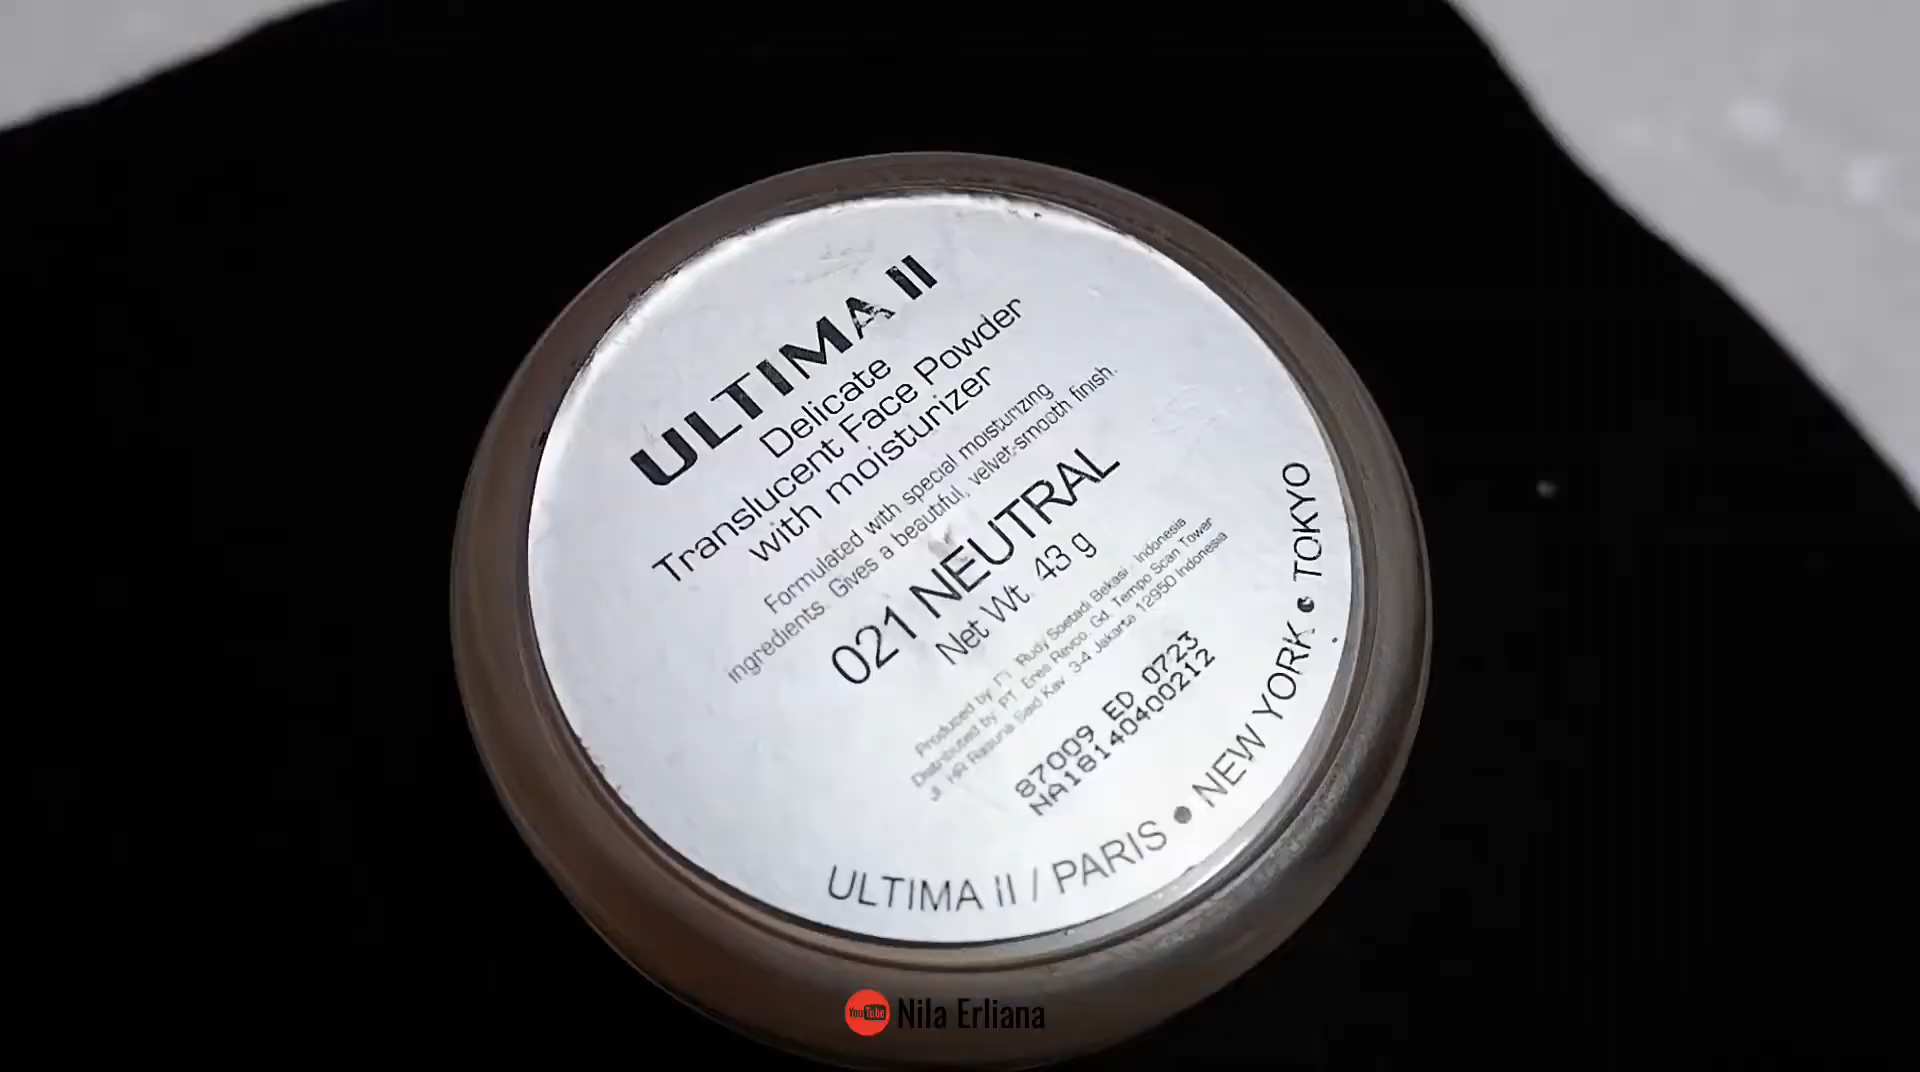 ULTIMA II
Delicate
Translucent Face Powder
with moisturizer
Formulated with special moisturizing
ingredients. Gives a beautiful, velvet-smooth finish.
021 NEUTRAL
Net Wt. 43 g
Produced by Rudy Soetadi Bekasi - Indonesia
Distributed by PT. Eres Revco. Gd. Tempo Scan Tower
Jl HR Rasuna Said Kav 3-4 Jakarta 12950 Indonesia
87009 ED 0723
NA18140400212
ULTIMA II / PARIS • NEW YORK • TOKYO
YouTube Nila Erliana